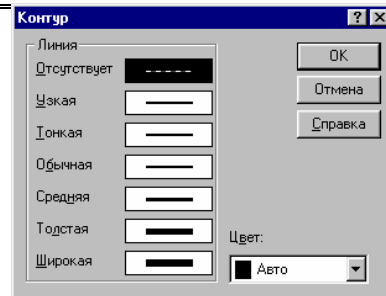 Контур
Линия
Отсутствует
Узкая
Тонкая
Обычная
Средняя
Толстая
Широкая
OK
Отмена
Справка
Цвет:
Авто